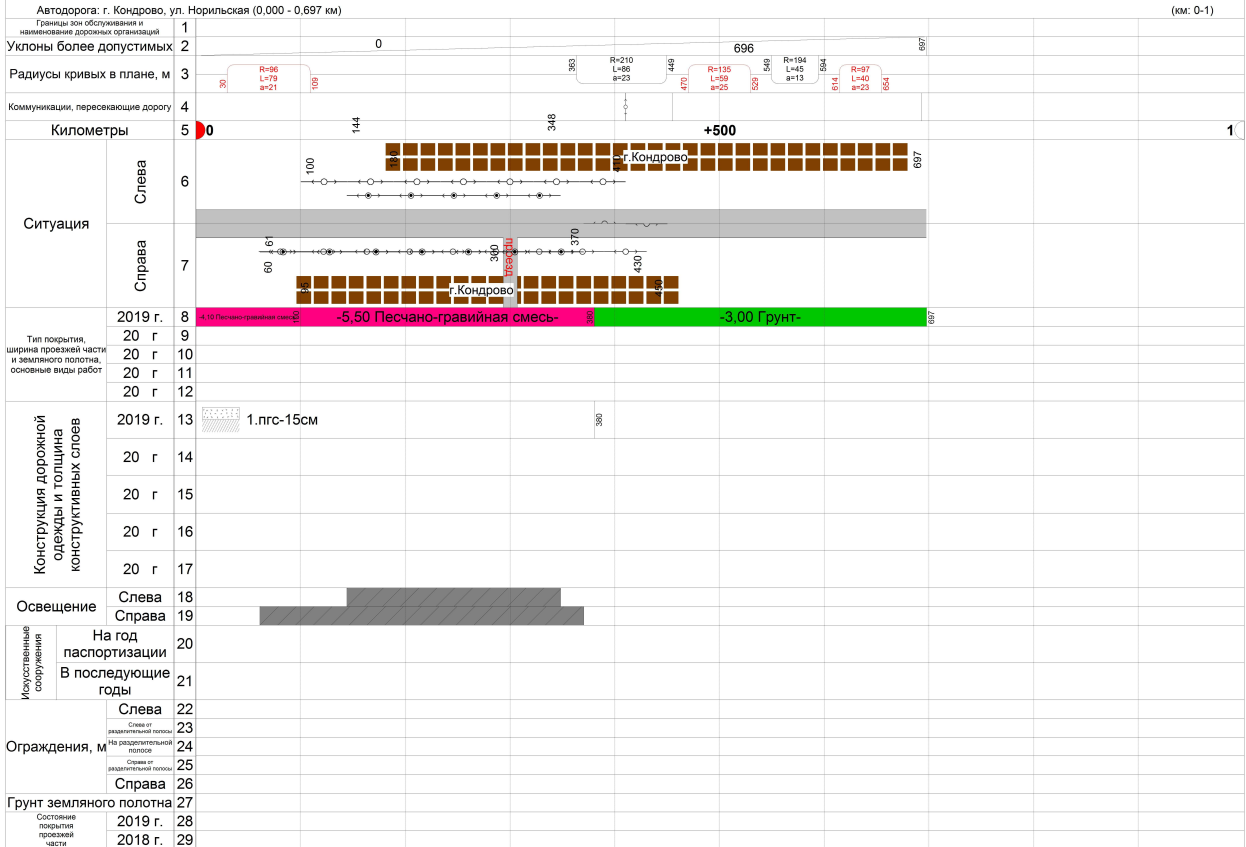 Автодорога: г. Кондрово, ул. Норильская (0,000 - 0,697 км)
(км: 0-1)
Границы зон обслуживания и
наименование дорожных организаций
1
Уклоны более допустимых
2
0
696
697
Радиусы кривых в плане, м
3
30
R=96
L=79
a=21
109
363
R=210
L=86
a=23
449
470
R=135
L=59
a=25
529
549
R=194
L=45
a=13
594
614
R=97
L=40
a=23
654
Коммуникации, пересекающие дорогу
4
Километры
5
0
144
348
+500
1
Ситуация
Слева
6
100
180
410
г.Кондрово
697
Справа
7
60
61
300
проезд
370
430
95
г.Кондрово
450
Тип покрытия,
ширина проезжей части
и земляного полотна,
основные виды работ
2019 г.
8
-4,10 Песчано-гравийная смесь-
-5,50 Песчано-гравийная смесь-
380
-3,00 Грунт-
697
20 г
9
20 г
10
20 г
11
20 г
12
Конструкция дорожной
одежды и толщина
конструктивных слоев
2019 г.
13
1.пгс-15см
380
20 г
14
20 г
15
20 г
16
20 г
17
Освещение
Слева
18
Справа
19
Искусственные
сооружения
На год
паспортизации
20
В последующие
годы
21
Ограждения, м
Слева
22
Слева от
разделительной полосы
23
На разделительной
полосе
24
Справа от
разделительной полосы
25
Справа
26
Грунт земляного полотна
27
Состояние
покрытия
проезжей
части
2019 г.
28
2018 г.
29